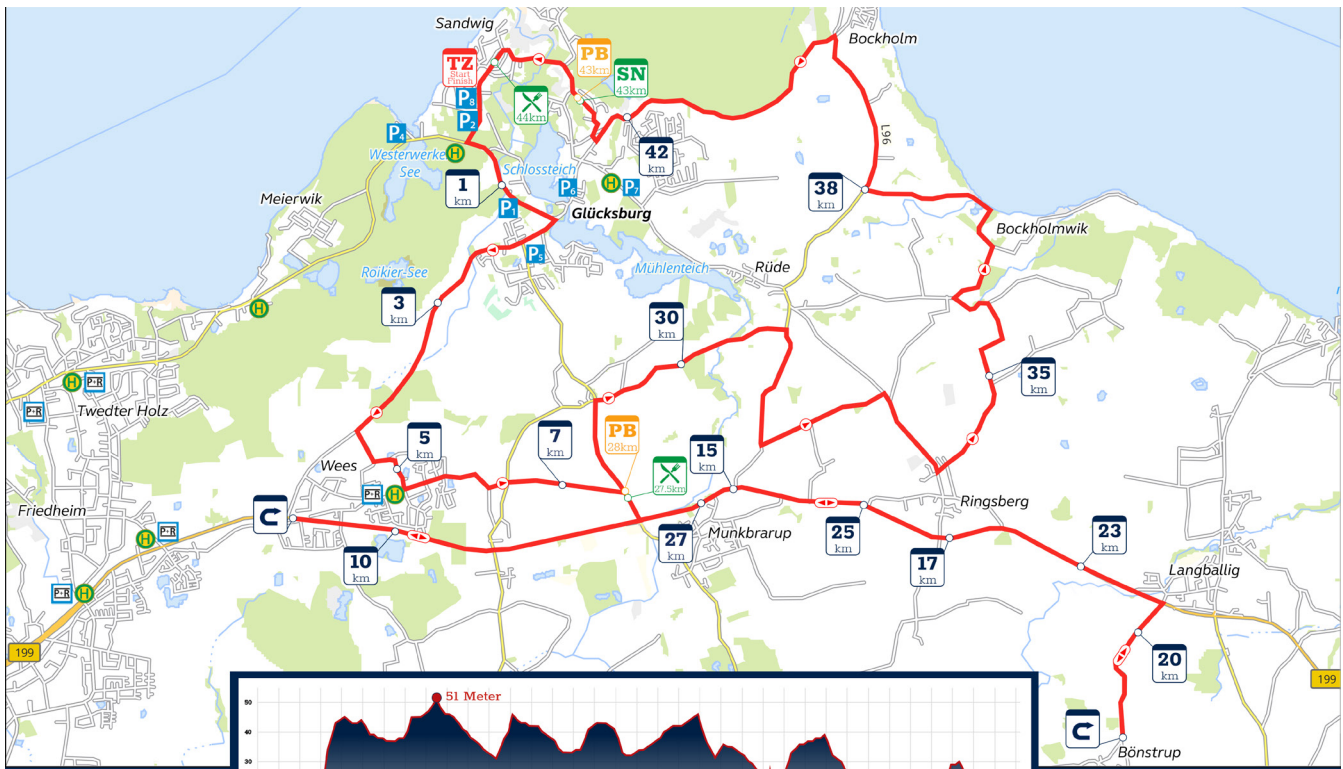 Sandwig
Bockholm
TZ
Start
Finish
PB
43km
SN
43km
P8
P2
44km
P4
L96
Westerwerker
See
42
km
Schlossteich
1
km
P6
P7
38
km
Meierwik
P1
Glücksburg
Bockholmwik
P5
Roikier-See
Mühlenteich
Rüde
3
km
30
km
H
H
H
H
P+R
35
km
Twedter Holz
P+R
PB
28km
5
km
7
km
15
km
Wees
27.5km
P+R
H
Ringsberg
Friedheim
P+R
H
10
km
27
km
Munkbrarup
25
km
17
km
23
km
Langballig
P+R
H
199
20
km
199
51 Meter
50
40
30
Bönstrup